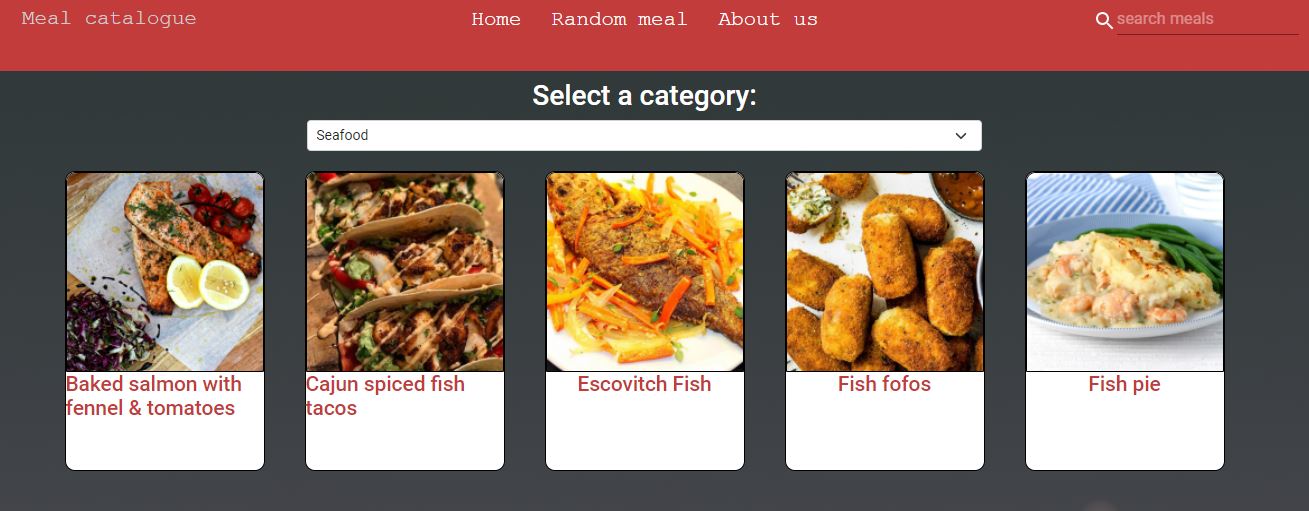 Meal catalogue
Home Random meal About us
search meals
Select a category:
Seafood
Baked salmon with
fennel & tomatoes
Cajun spiced fish
tacos
Escovitch Fish
Fish fofos
Fish pie